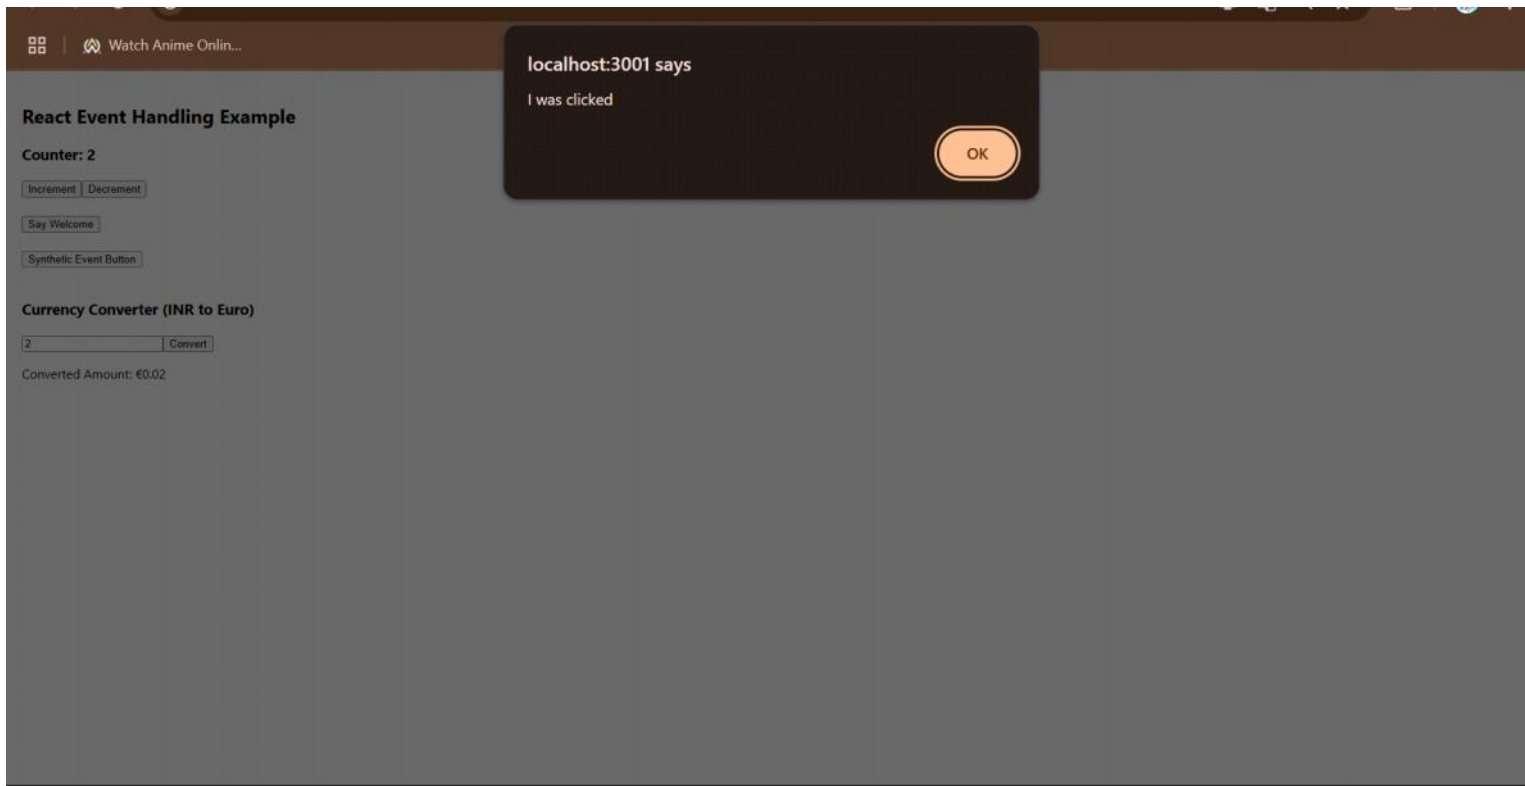 Watch Anime Onlin...
localhost:3001 says
I was clicked
OK
React Event Handling Example
Counter: 2
Increment Decrement
Say Welcome
Synthetic Event Button
Currency Converter (INR to Euro)
2 Convert
Converted Amount: €0.02